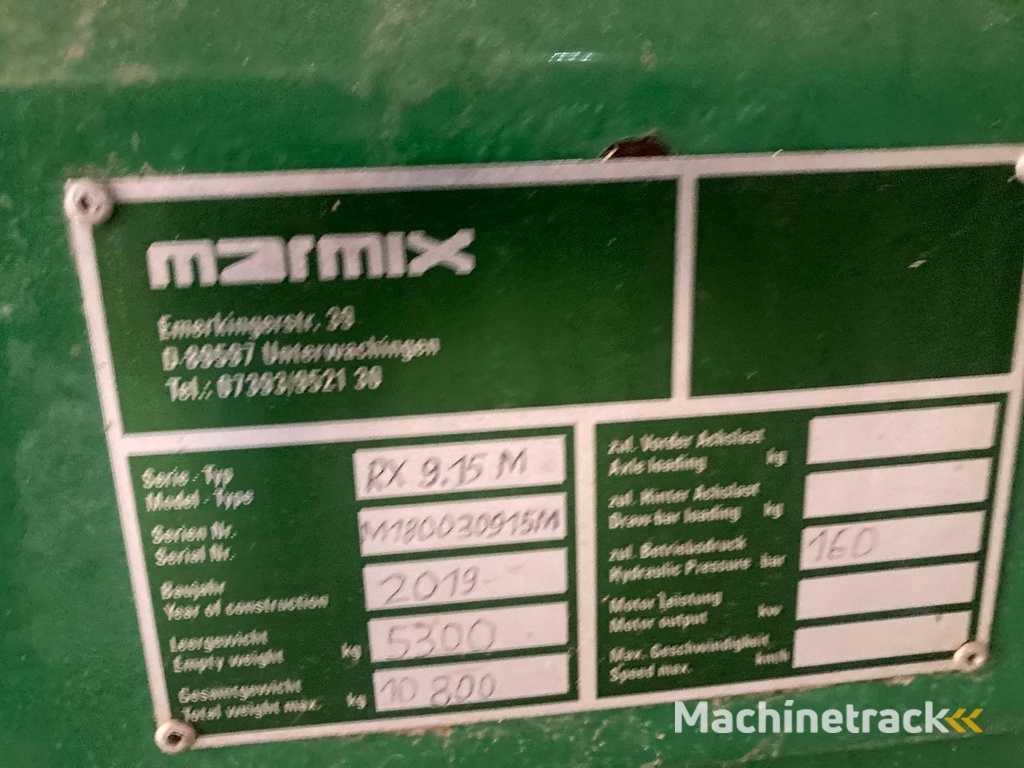 marmix
Emerkingerstr. 39
D-89597 Unterwachingen
Tel.: 07393/9521 30
Serie - Typ
Model - Type
RX 9.15 M
Serien Nr.
Serial Nr.
M180030915M
Baujahr
Year of construction
2019-
Leergewicht
Empty weight kg
5300
Gesamtgewicht
Total weight max. kg
10 800
zul. Vorder Achslast
Axle loading kg
zul. Hinter Achslast
Drawbar loading kg
zul. Betriebsdruck
Hydraulic Pressure bar
160
Motor Leistung
Motor output kw
Max. Geschwindigkeit
Speed max. km/h
Machinetrack